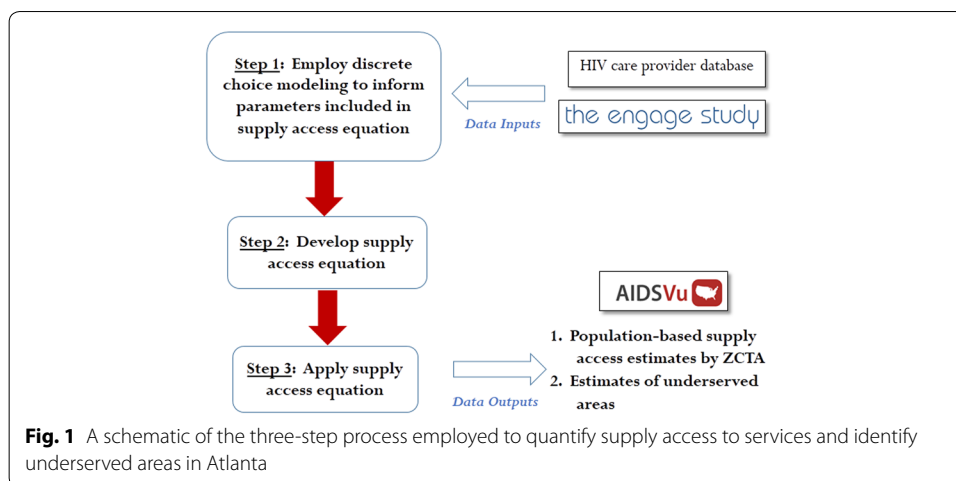 Step 1: Employ discrete
choice modeling to inform
parameters included in
supply access equation
HIV care provider database
the engage study
Data Inputs
Step 2: Develop supply
access equation
AIDSVu
Step 3: Apply supply
access equation
Data Outputs
1. Population-based supply
access estimates by ZCTA
2. Estimates of underserved
areas
Fig. 1 A schematic of the three-step process employed to quantify supply access to services and identify
underserved areas in Atlanta